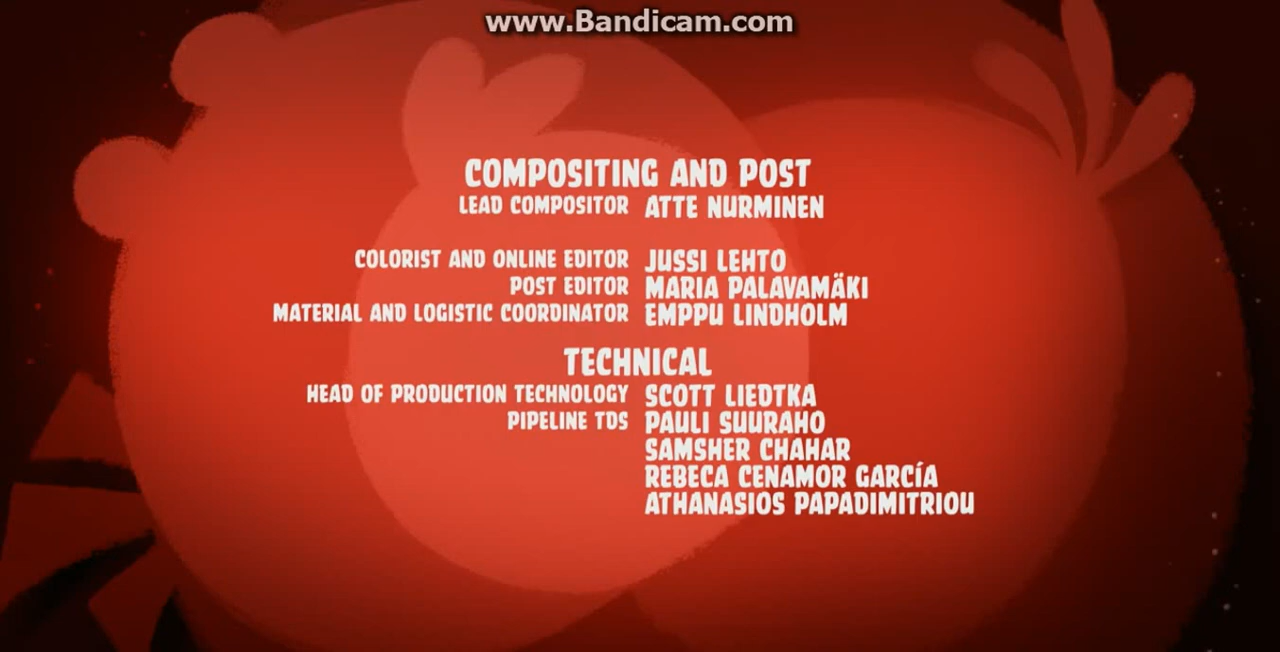 www.Bandicam.com
COMPOSITING AND POST
LEAD COMPOSITOR ATTE NURMINEN
COLORIST AND ONLINE EDITOR JUSSI LEHTO
POST EDITOR MARIA PALAVAMÄKI
MATERIAL AND LOGISTIC COORDINATOR EMPPU LINDHOLM
TECHNICAL
HEAD OF PRODUCTION TECHNOLOGY SCOTT LIEDTKA
PIPELINE TDS PAULI SUURAHO
SAMSHER CHAHAR
REBECA CENAMOR GARCÍA
ATHANASIOS PAPADIMITRIOU